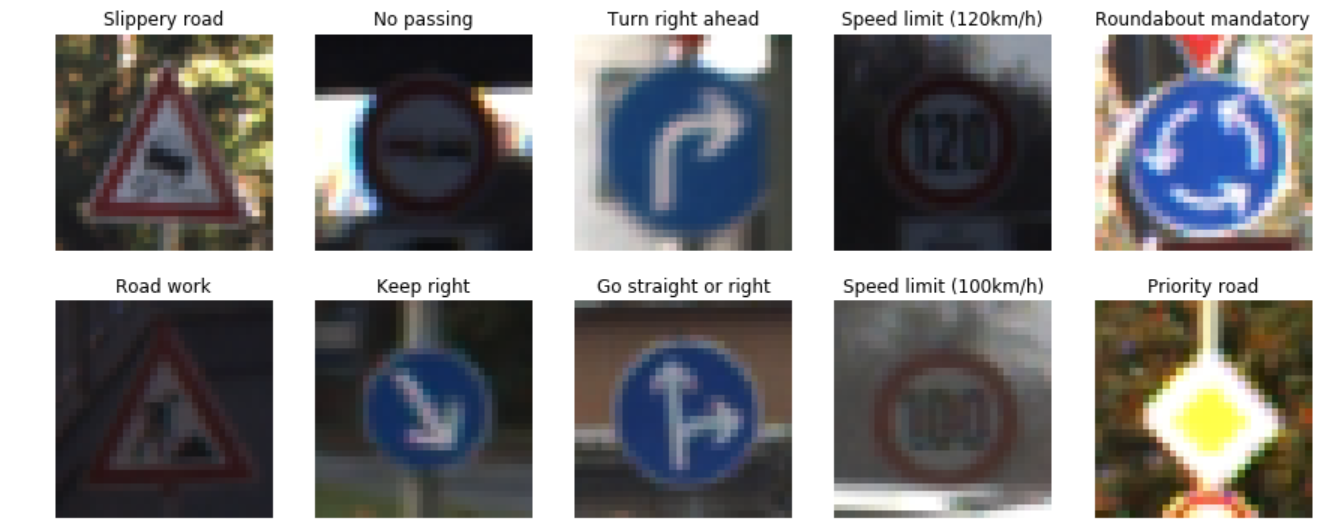 Slippery road
No passing
Turn right ahead
Speed limit (120km/h)
Roundabout mandatory
120
Road work
Keep right
Go straight or right
Speed limit (100km/h)
Priority road
100